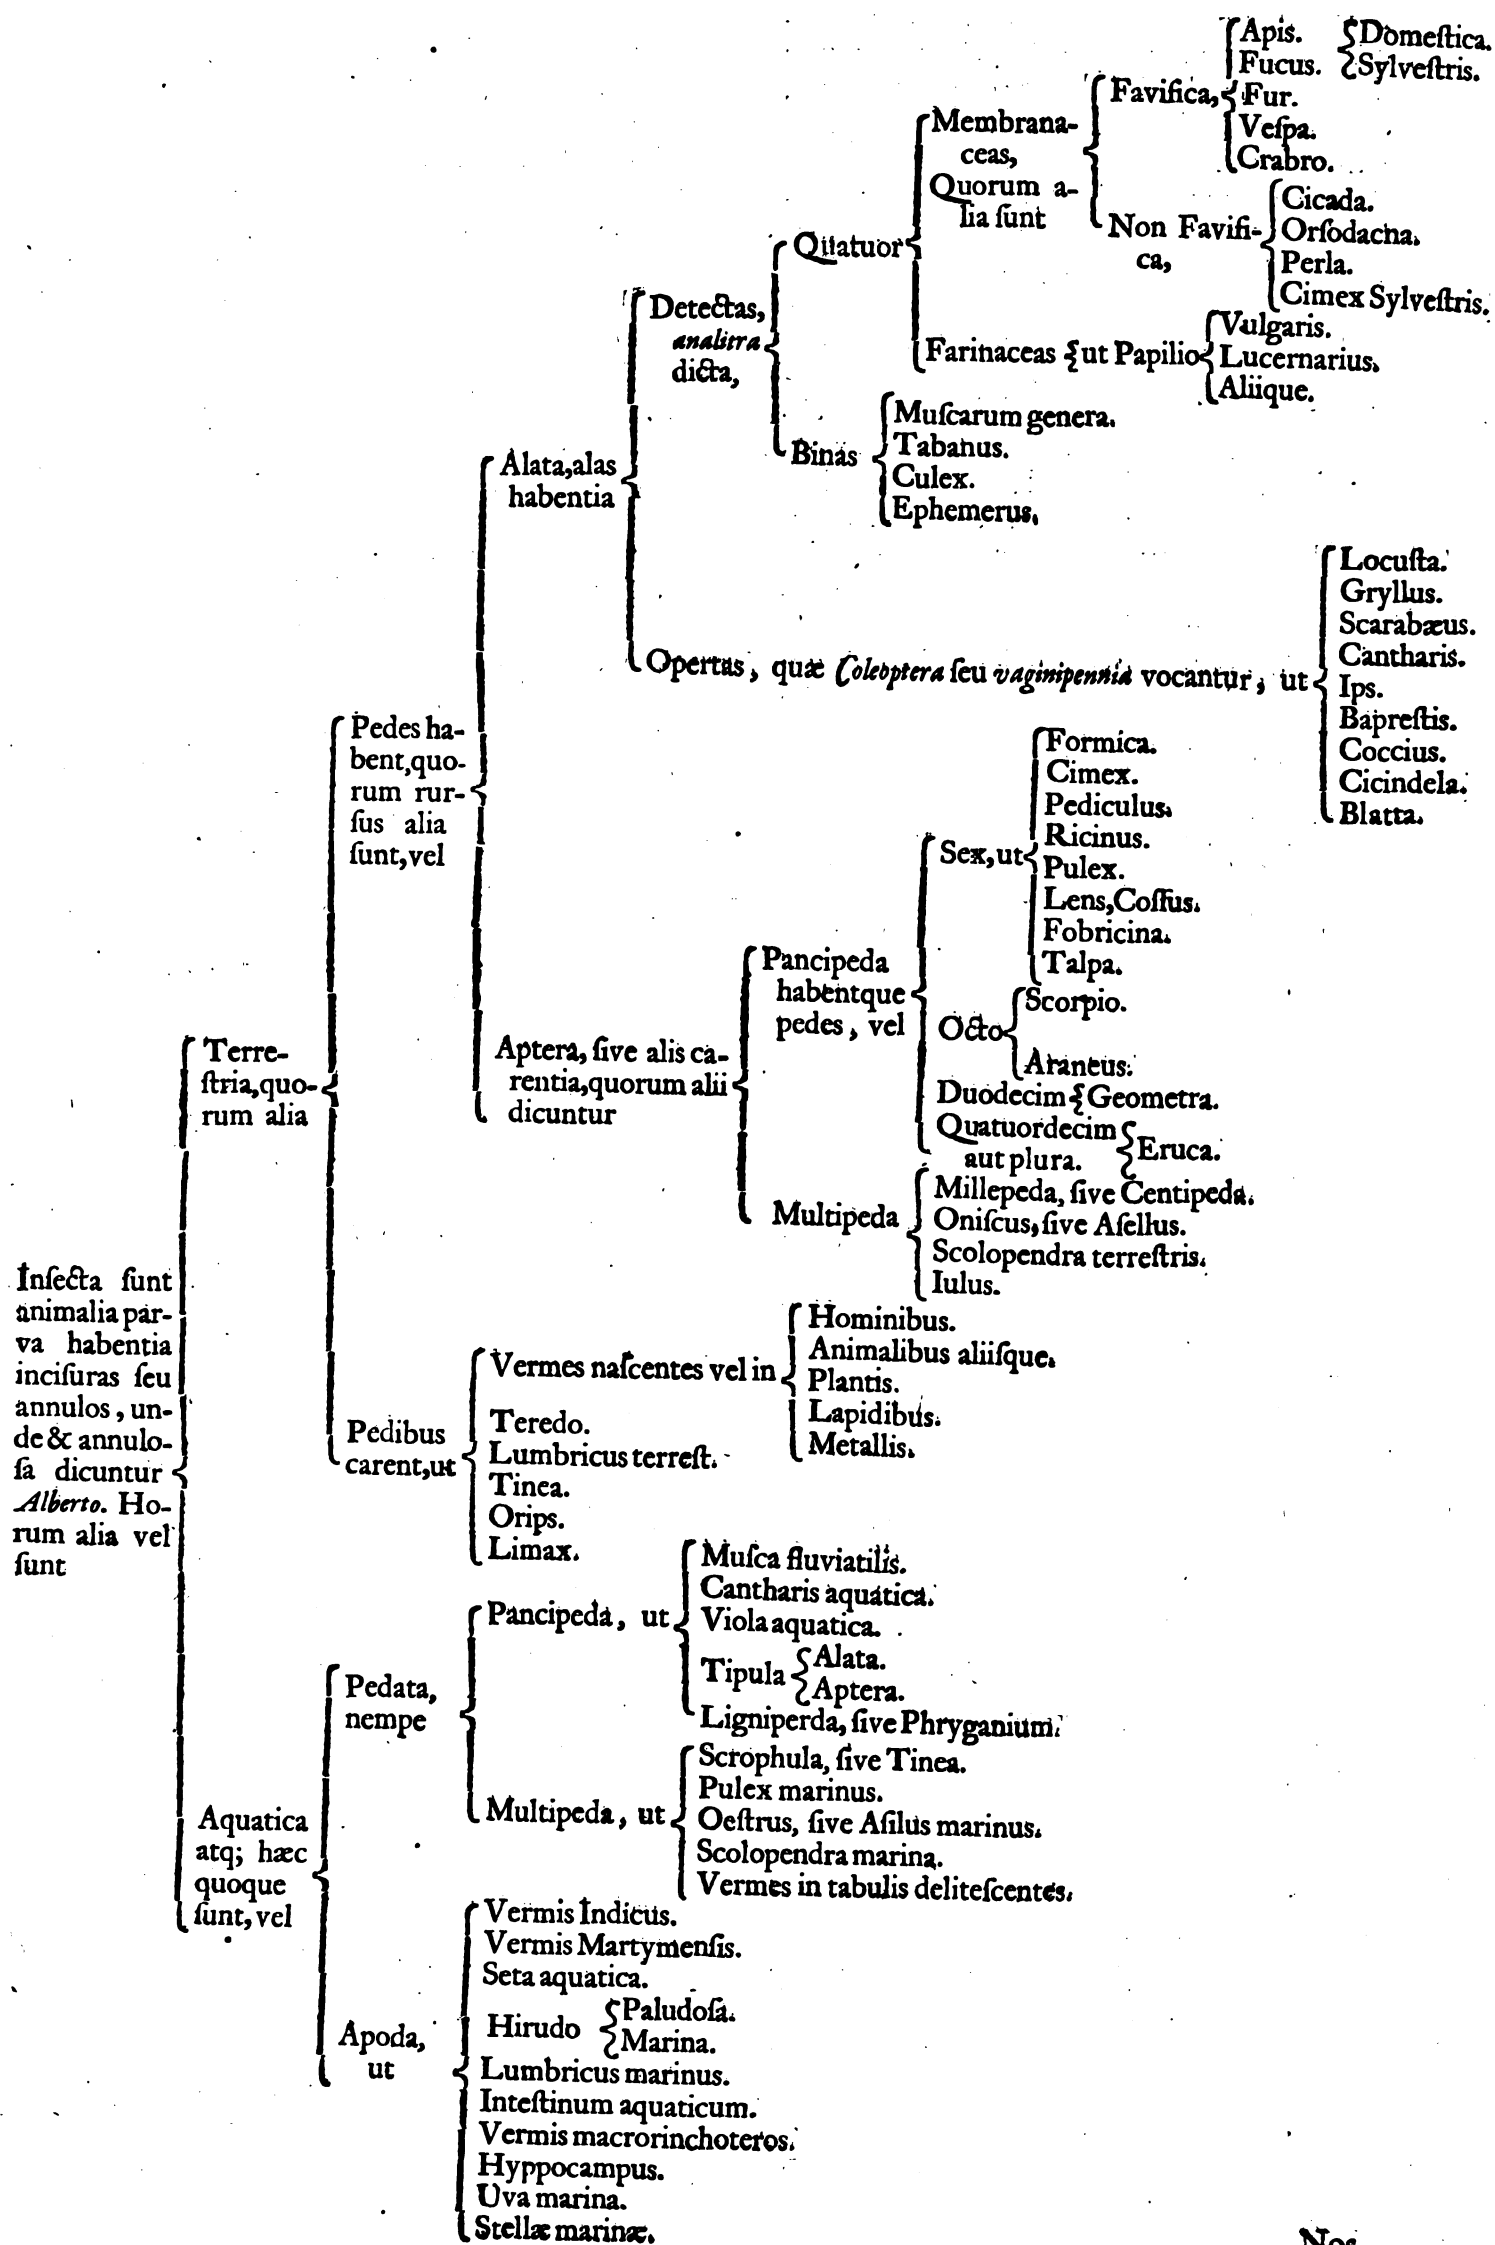 Insecta sunt
animalia par-
va habentia
incisuras seu
annulos, un-
de & annulo-
sa dicuntur
Alberto. Ho-
rum alia vel
sunt
Terre-
ſtria, quo-
rum alia
Pedes ha-
bent, quo-
rum rur-
ſus alia
ſunt, vel
Alata, alas
habentia
Detectas,
analitra
dicta,
Quatuor
Membrana-
ceas,
Quorum a-
lia ſunt
Favifica,
Apis.
Fucus.
Domeſtica.
Sylveſtris.
Fur.
Veſpa.
Crabro.
Non Favifi-
ca,
Cicada.
Orſodacna.
Perla.
Cimex Sylveſtris.
Farinaceas ut Papilio
Vulgaris.
Lucernarius.
Aliique.
Binas
Muſcarum genera.
Tabanus.
Culex.
Ephemerus.
Opertas, quæ Coleoptera ſeu vaginipennia vocantur, ut
Locuſta.
Gryllus.
Scarabæus.
Cantharis.
Ips.
Bapreſtis.
Coccius.
Cicindela.
Blatta.
Aptera, ſive alis ca-
rentia, quorum alii
dicuntur
Pancipeda
habentque
pedes, vel
Sex, ut
Formica.
Cimex.
Pediculus.
Ricinus.
Pulex.
Lens, Coſſus.
Fobricina.
Talpa.
Octo
Scorpio.
Araneus.
Duodecim Geometra.
Quatuordecim
aut plura.
Eruca.
Multipeda
Millepeda, ſive Centipeda.
Oniſcus, ſive Aſellus.
Scolopendra terreſtris.
Iulus.
Pedibus
carent, ut
Vermes naſcentes vel in
Hominibus.
Animalibus aliiſque.
Plantis.
Lapidibus.
Metallis.
Teredo.
Lumbricus terreſt.
Tinea.
Orips.
Limax.
Aquatica
atq; hæc
quoque
ſunt, vel
Pedata,
nempe
Pancipeda, ut
Muſca fluviatilis.
Cantharis aquatica.
Viola aquatica.
Tipula
Alata.
Aptera.
Ligniperda, ſive Phryganium.
Multipeda, ut
Scrophula, ſive Tinea.
Pulex marinus.
Oeſtrus, ſive Aſilus marinus.
Scolopendra marina.
Vermes in tabulis deliteſcentes.
Apoda,
ut
Vermis Indicus.
Vermis Martymenſis.
Seta aquatica.
Hirudo
Paludoſa.
Marina.
Lumbricus marinus.
Inteſtinum aquaticum.
Vermis macrorinchoteros.
Hyppocampus.
Uva marina.
Stellæ marinæ.
Nos